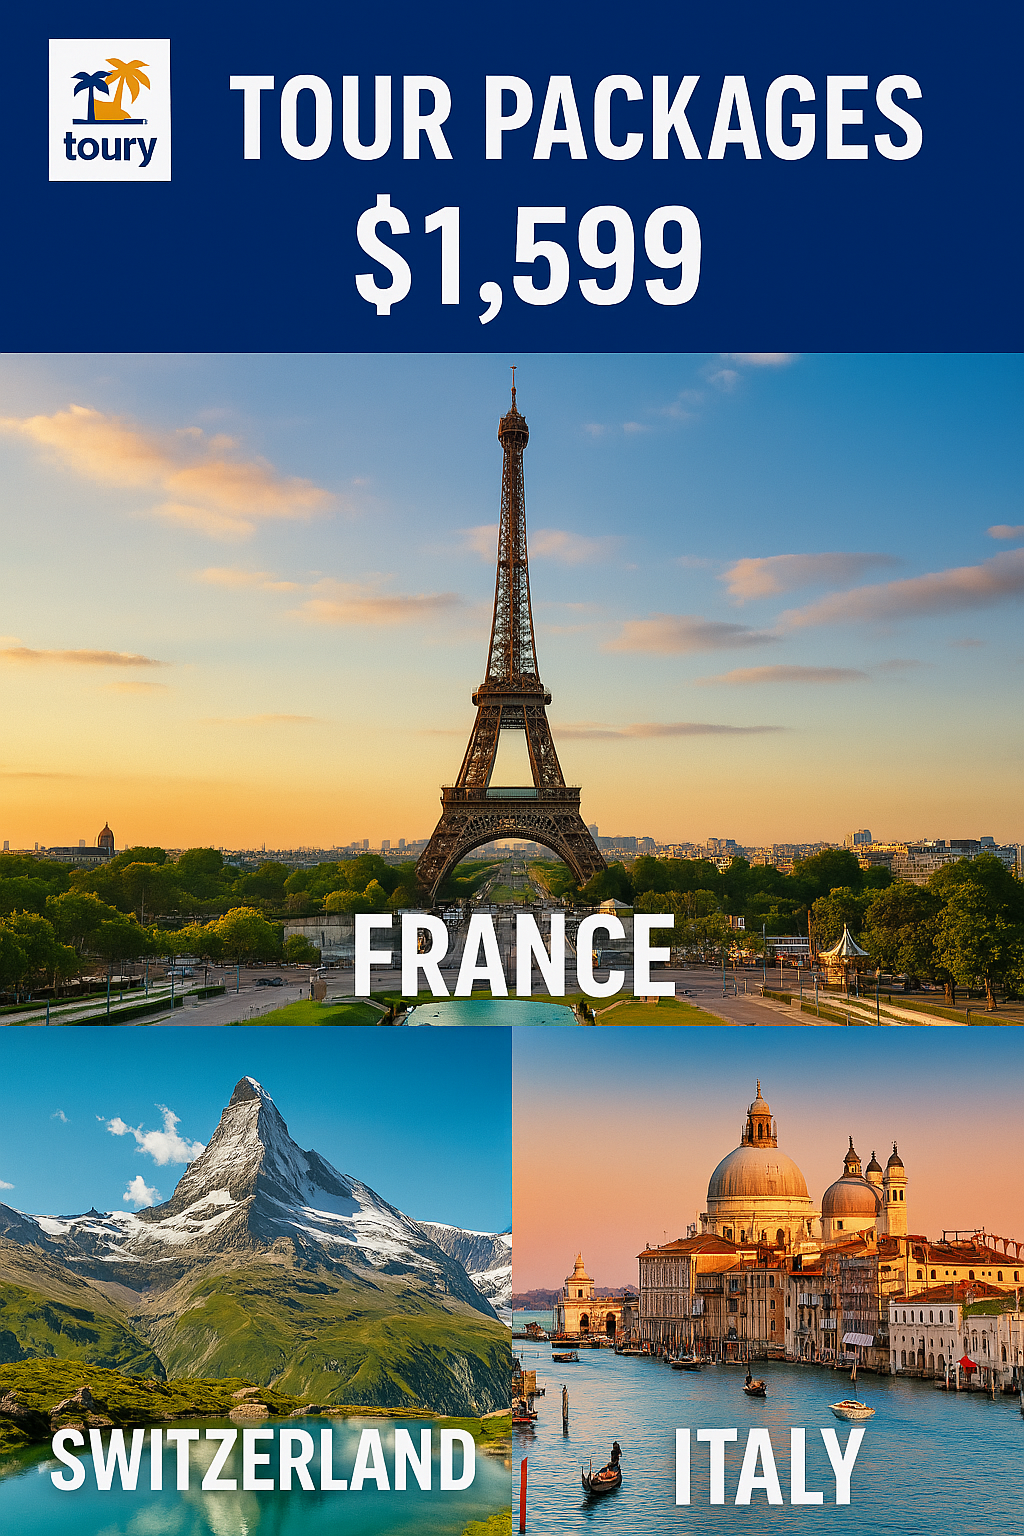 toury
TOUR PACKAGES
$1,599
FRANCE
SWITZERLAND
ITALY